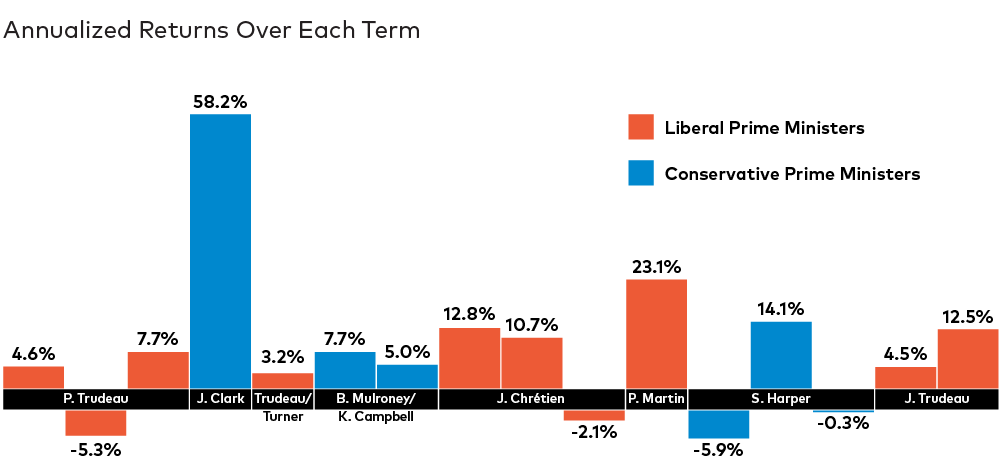 Annualized Returns Over Each Term
58.2%
Liberal Prime Ministers
Conservative Prime Ministers
23.1%
12.8%
10.7%
14.1%
12.5%
4.6%
7.7%
3.2%
7.7%
5.0%
4.5%
P. Trudeau
J. Clark
Trudeau/
Turner
B. Mulroney/
K. Campbell
J. Chrétien
P. Martin
S. Harper
J. Trudeau
-5.3%
-2.1%
-5.9%
-0.3%